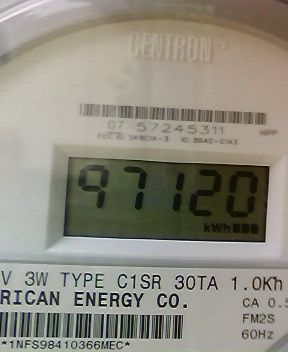 CENTRON
07 57245311
97120
kWh
V 3W TYPE C1SR 30TA 1.0Kh
RICAN ENERGY CO.
CA 0.5
FM2S
60Hz
*1NFS98410366MEC*